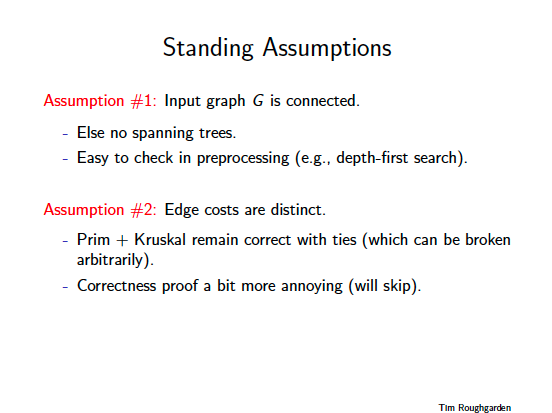 Standing Assumptions
Assumption #1: Input graph G is connected.
- Else no spanning trees.
- Easy to check in preprocessing (e.g., depth-first search).
Assumption #2: Edge costs are distinct.
- Prim + Kruskal remain correct with ties (which can be broken
arbitrarily).
- Correctness proof a bit more annoying (will skip).
Tim Roughgarden